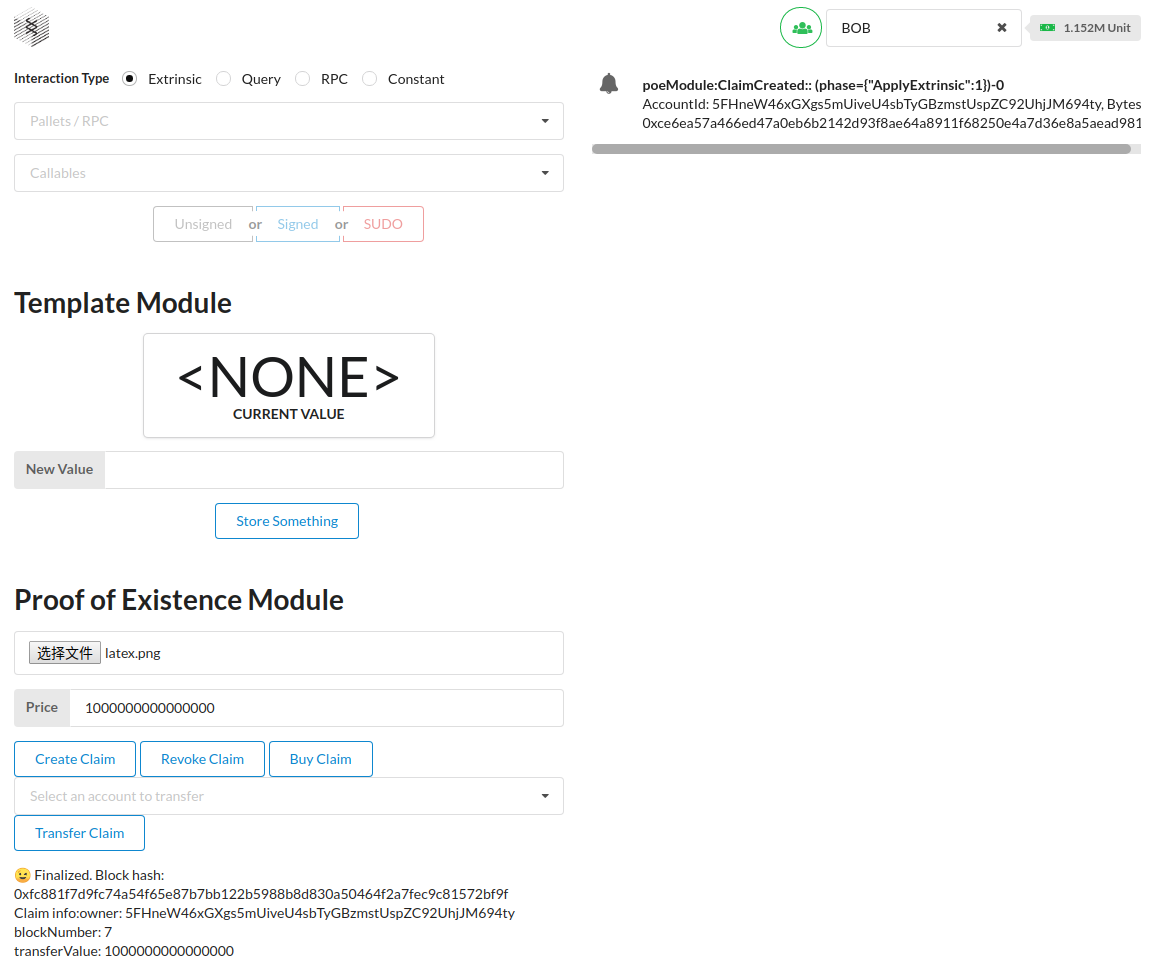 BOB
1.152M Unit
Interaction Type Extrinsic Query RPC Constant
Pallets / RPC
Callables
Unsigned or Signed or SUDO
poeModule:ClaimCreated:: (phase={"ApplyExtrinsic":1})-0
AccountId: 5FHneW46xGXgs5mUiveU4sbTyGBzmstUspZC92UhjJM694ty, Bytes
0xce6ea57a466ed47a0eb6b2142d93f8ae64a8911f68250e4a7d36e8a5aead981
Template Module
<NONE>
CURRENT VALUE
New Value
Store Something
Proof of Existence Module
选择文件 latex.png
Price 1000000000000000
Create Claim Revoke Claim Buy Claim
Select an account to transfer
Transfer Claim
😉 Finalized. Block hash:
0xfc881f7d9fc74a54f65e87b7bb122b5988b8d830a50464f2a7fec9c81572bf9f
Claim info:owner: 5FHneW46xGXgs5mUiveU4sbTyGBzmstUspZC92UhjJM694ty
blockNumber: 7
transferValue: 1000000000000000